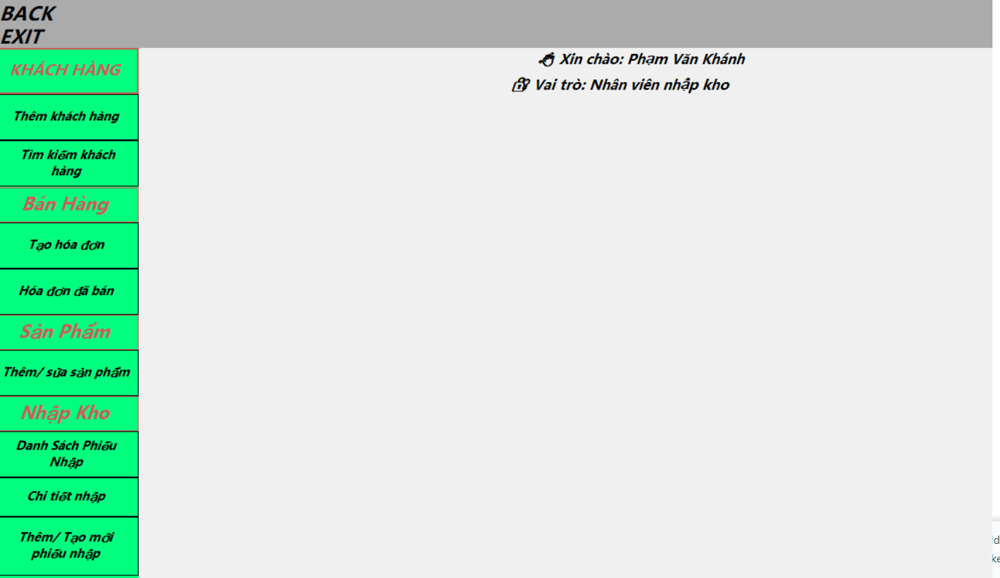 BACK
EXIT
KHÁCH HÀNG
Thêm khách hàng
Tìm kiếm khách
hàng
Bán Hàng
Tạo hóa đơn
Hóa đơn đã bán
Sản Phẩm
Thêm/ sửa sản phẩm
Nhập Kho
Danh Sách Phiếu
Nhập
Chi tiết nhập
Thêm/ Tạo mới
phiếu nhập
Xin chào: Phạm Văn Khánh
Vai trò: Nhân viên nhập kho